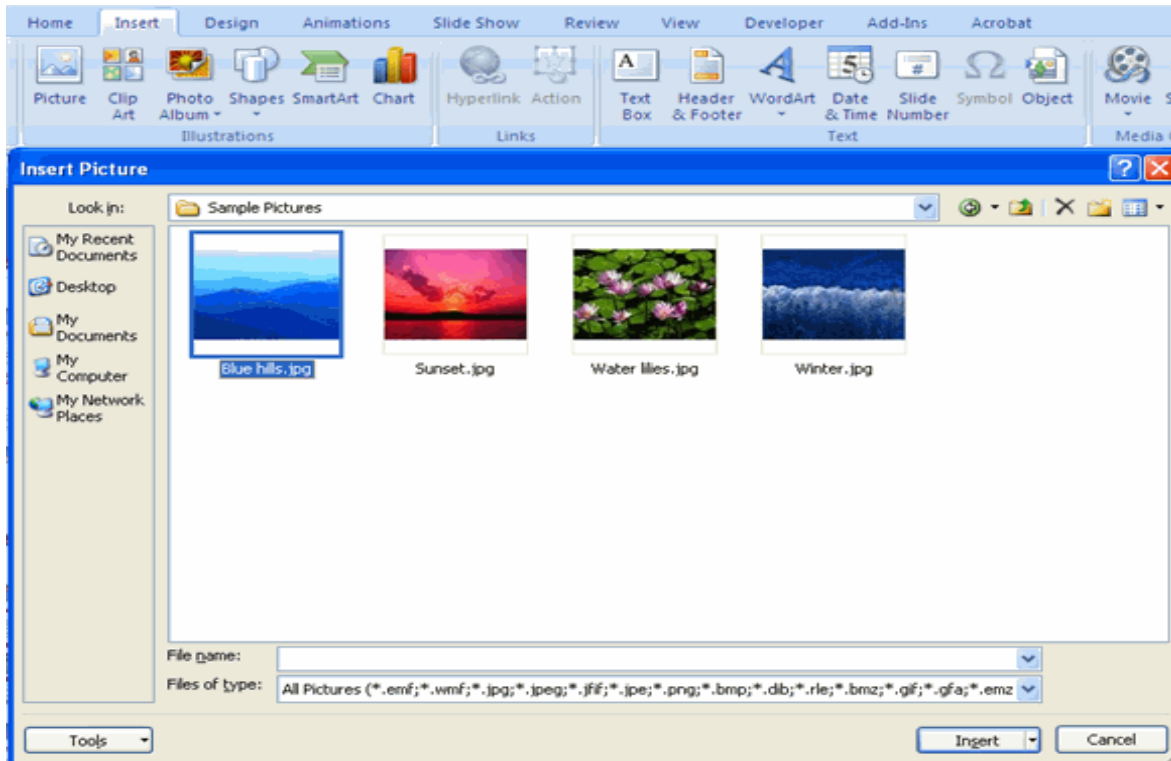 Home Insert Design Animations Slide Show Review View Developer Add-Ins Acrobat
Picture Clip Art Photo Album Shapes SmartArt Chart Hyperlink Action Text Box Header & Footer WordArt Date & Time Slide Number Symbol Object Movie S
Illustrations Links Text Media
Insert Picture
Look in: Sample Pictures
My Recent
Documents
Desktop
My
Documents
My
Computer
My Network
Places
Blue hills.jpg Sunset.jpg Water lilies.jpg Winter.jpg
File name:
Files of type: All Pictures (*.emf;*.wmf;*.jpg;*.jpeg;*.jfif;*.jpe;*.png;*.bmp;*.dib;*.rle;*.bmz;*.gif;*.gfa;*.emz
Tools Insert Cancel